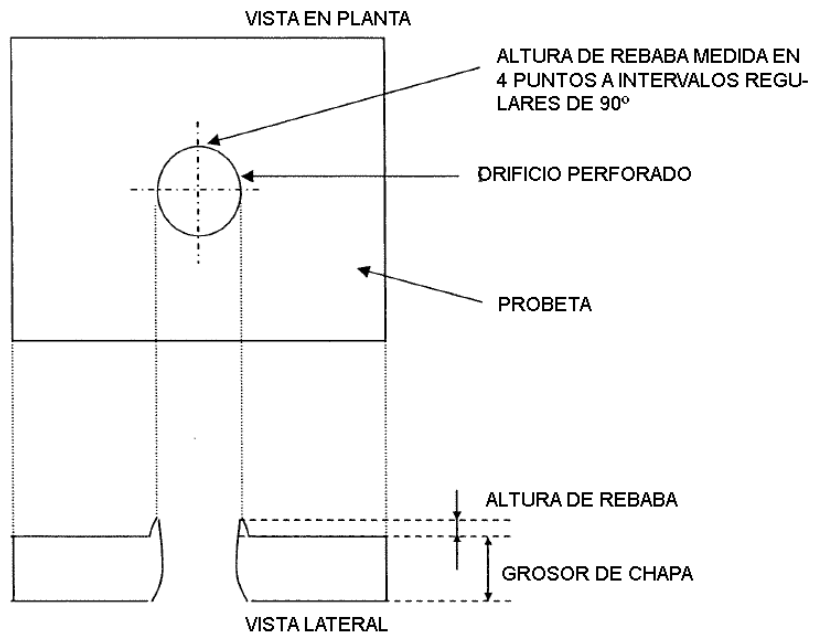 VISTA EN PLANTA
ALTURA DE REBABA MEDIDA EN
4 PUNTOS A INTERVALOS REGU-
LARES DE 90º
ORIFICIO PERFORADO
PROBETA
ALTURA DE REBABA
GROSOR DE CHAPA
VISTA LATERAL